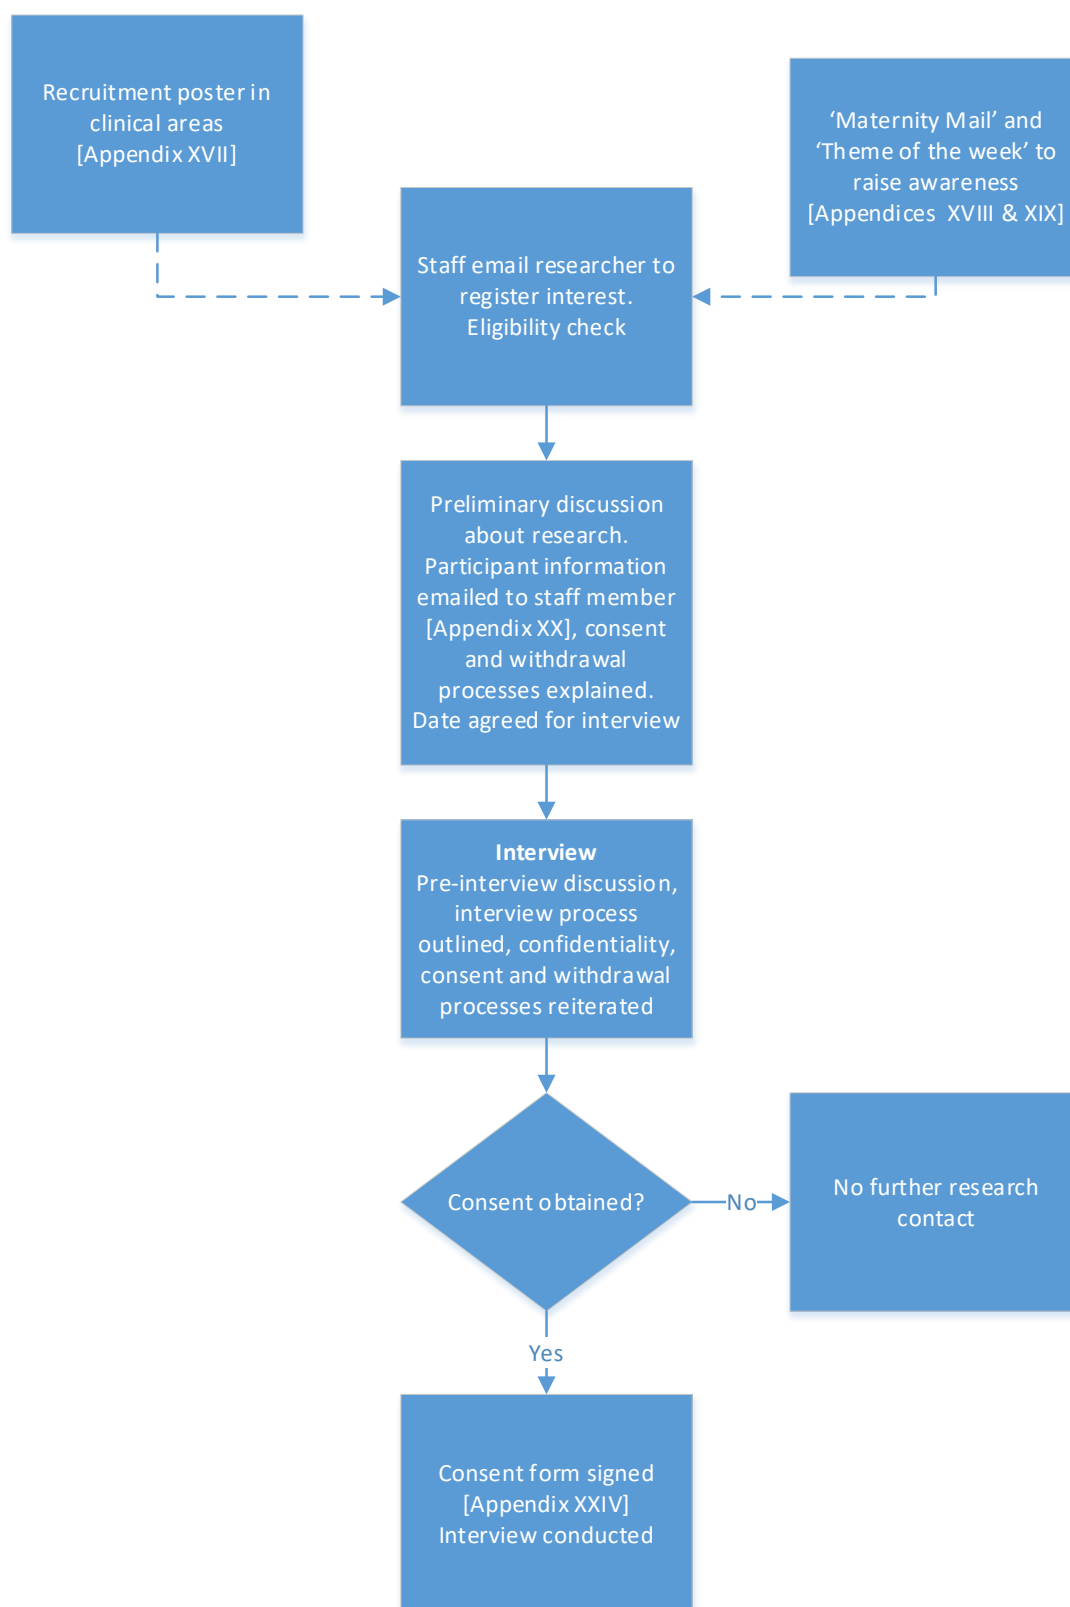 Recruitment poster in
clinical areas
[Appendix XVII]
‘Maternity Mail’ and
‘Theme of the week’ to
raise awareness
[Appendices XVIII & XIX]
Staff email researcher to
register interest.
Eligibility check
Preliminary discussion
about research.
Participant information
emailed to staff member
[Appendix XX], consent
and withdrawal
processes explained.
Date agreed for interview
Interview
Pre-interview discussion,
interview process
outlined, confidentiality,
consent and withdrawal
processes reiterated
Consent obtained?
No
No further research
contact
Yes
Consent form signed
[Appendix XXIV]
Interview conducted